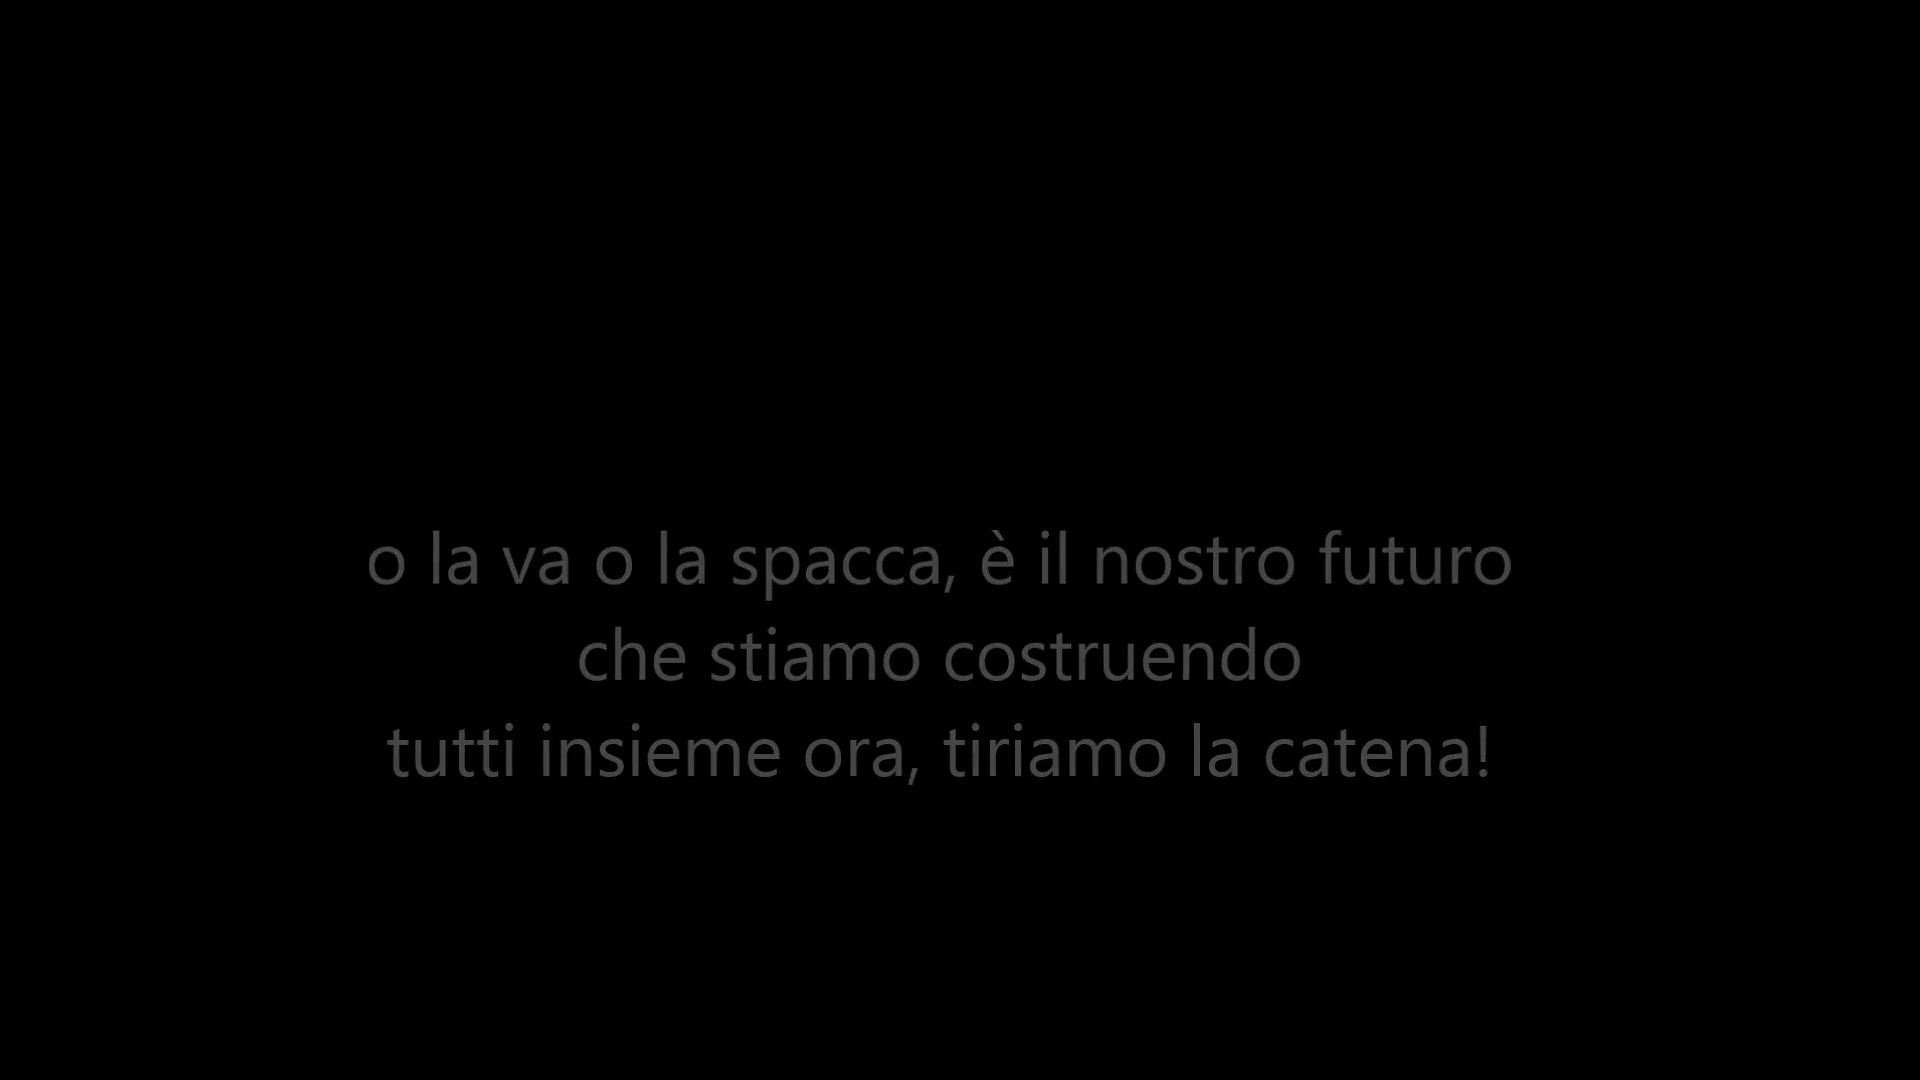 o la va o la spacca, è il nostro futuro
che stiamo costruendo
tutti insieme ora, tiriamo la catena!